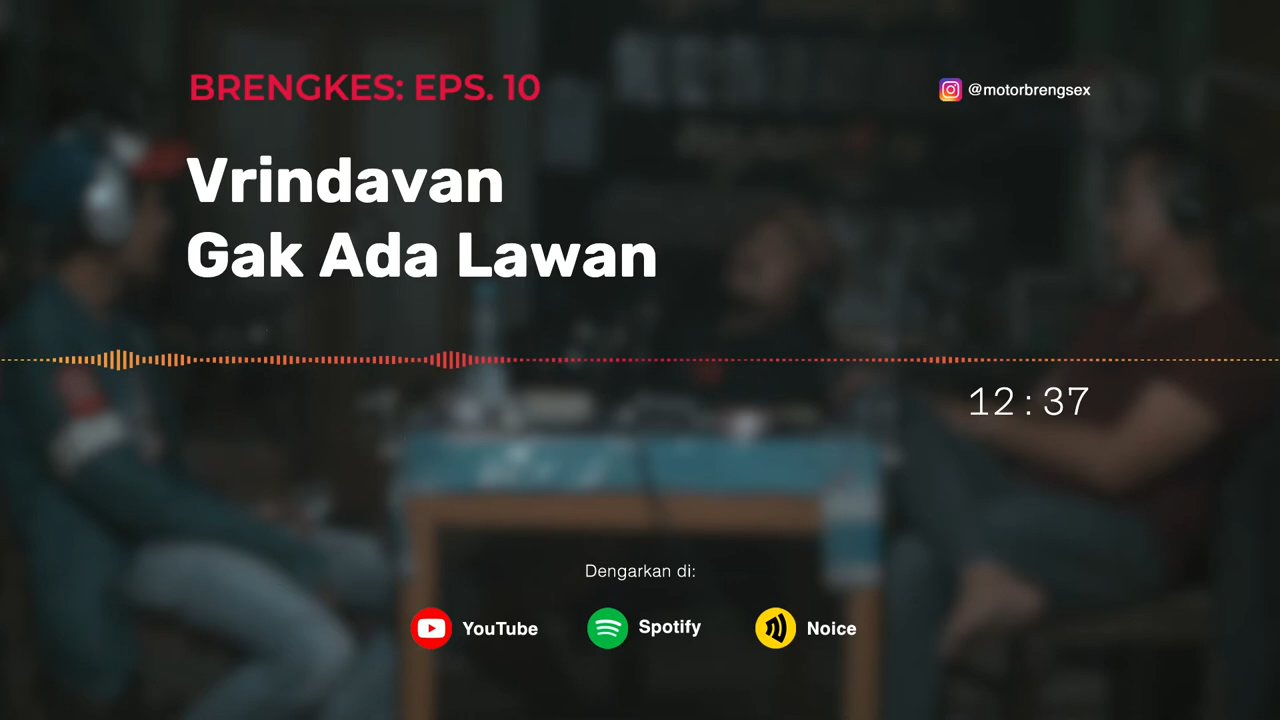 BRENGKES: EPS. 10
@motorbrengsex
Vrindavan
Gak Ada Lawan
12:37
Dengarkan di:
YouTube
Spotify
Noice